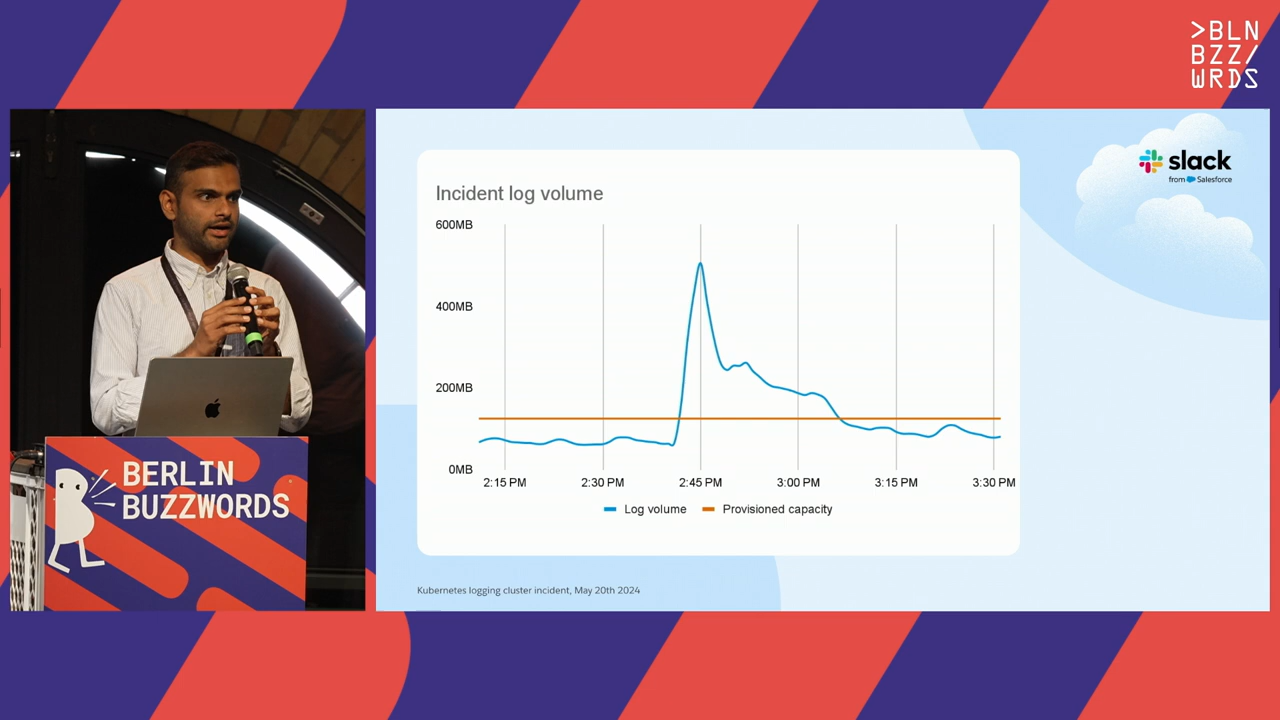 >BLN
BZZ/
WRDS
slack
from Salesforce
Incident log volume
600MB
400MB
200MB
0MB
2:15 PM 2:30 PM 2:45 PM 3:00 PM 3:15 PM 3:30 PM
Log volume Provisioned capacity
Kubernetes logging cluster incident, May 20th 2024
BERLIN
BUZZWORDS